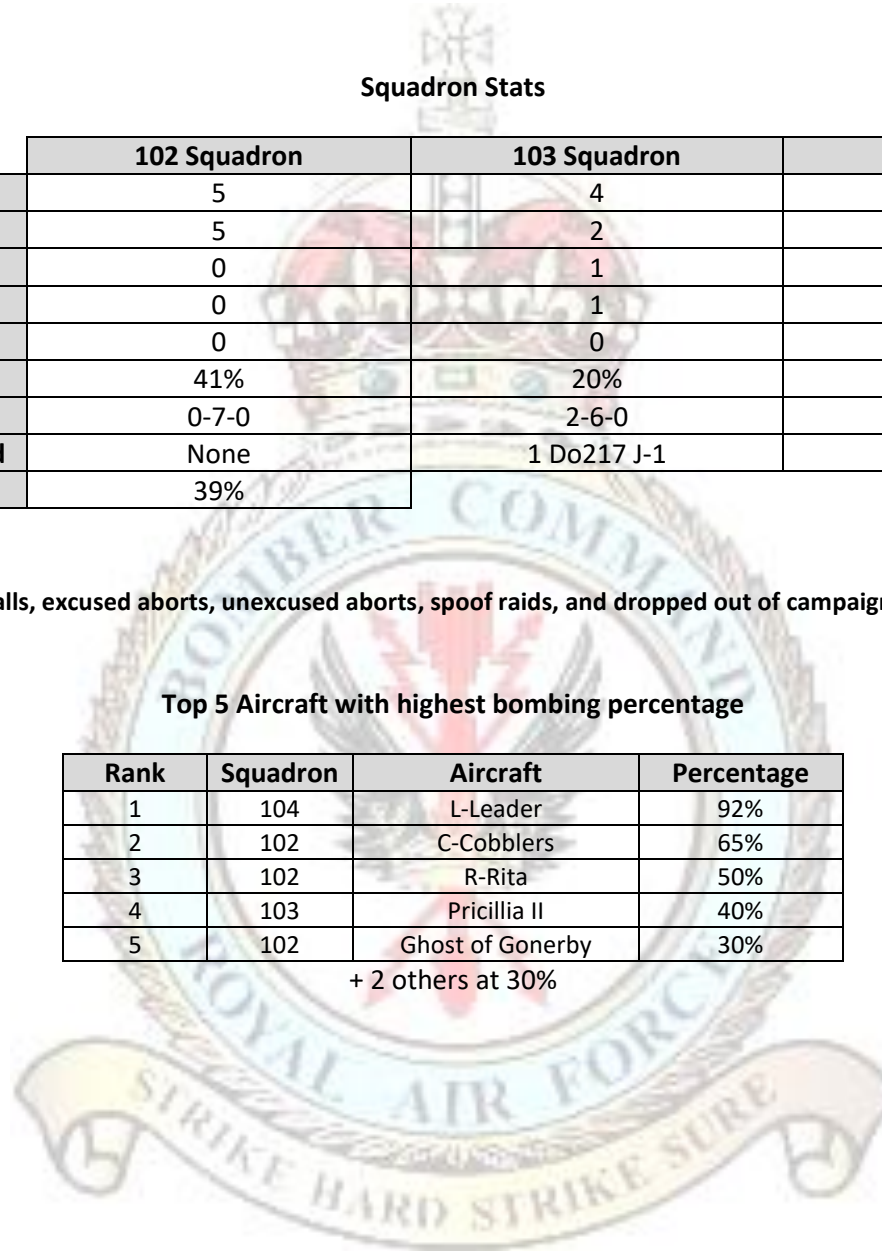 Squadron Stats
102 Squadron 103 Squadron
5 4
5 2
0 1
0 1
0 0
41% 20%
0-7-0 2-6-0
None 1 Do217 J-1
39%
alls, excused aborts, unexcused aborts, spoof raids, and dropped out of campaign
Top 5 Aircraft with highest bombing percentage
Rank Squadron Aircraft Percentage
1 104 L-Leader 92%
2 102 C-Cobblers 65%
3 102 R-Rita 50%
4 103 Pricillia II 40%
5 102 Ghost of Gonerby 30%
+ 2 others at 30%
BOMBER COMMAND
ROYAL AIR FORCE
STRIKE HARD STRIKE SURE